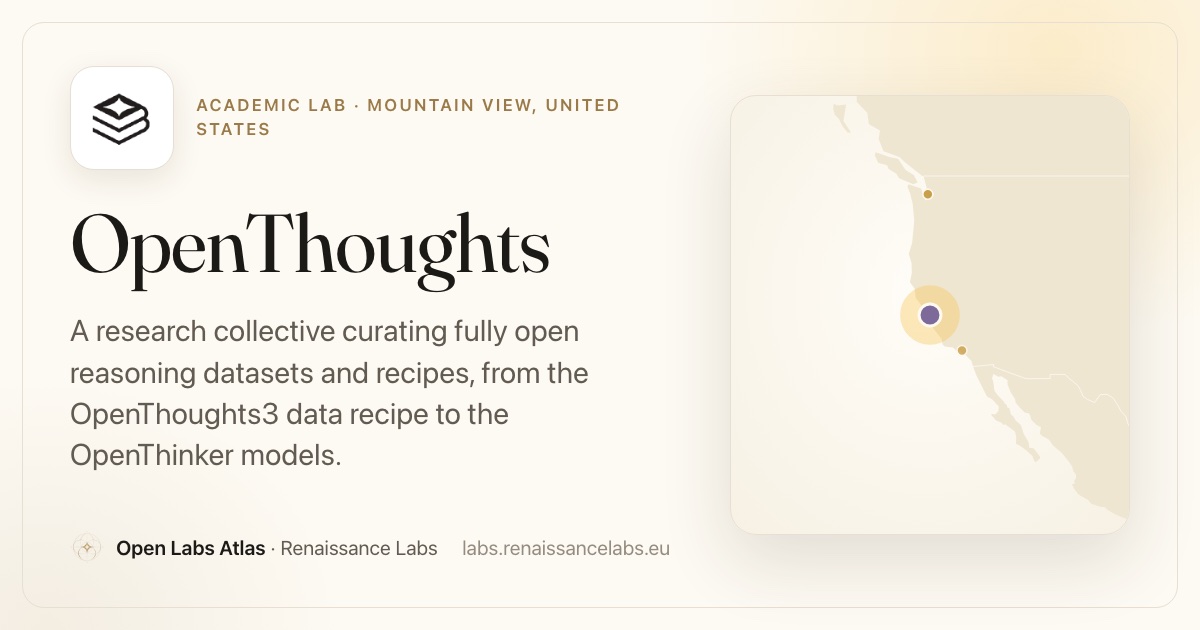 ACADEMIC LAB · MOUNTAIN VIEW, UNITED
STATES
OpenThoughts
A research collective curating fully open
reasoning datasets and recipes, from the
OpenThoughts3 data recipe to the
OpenThinker models.
Open Labs Atlas · Renaissance Labs labs.renaissancelabs.eu